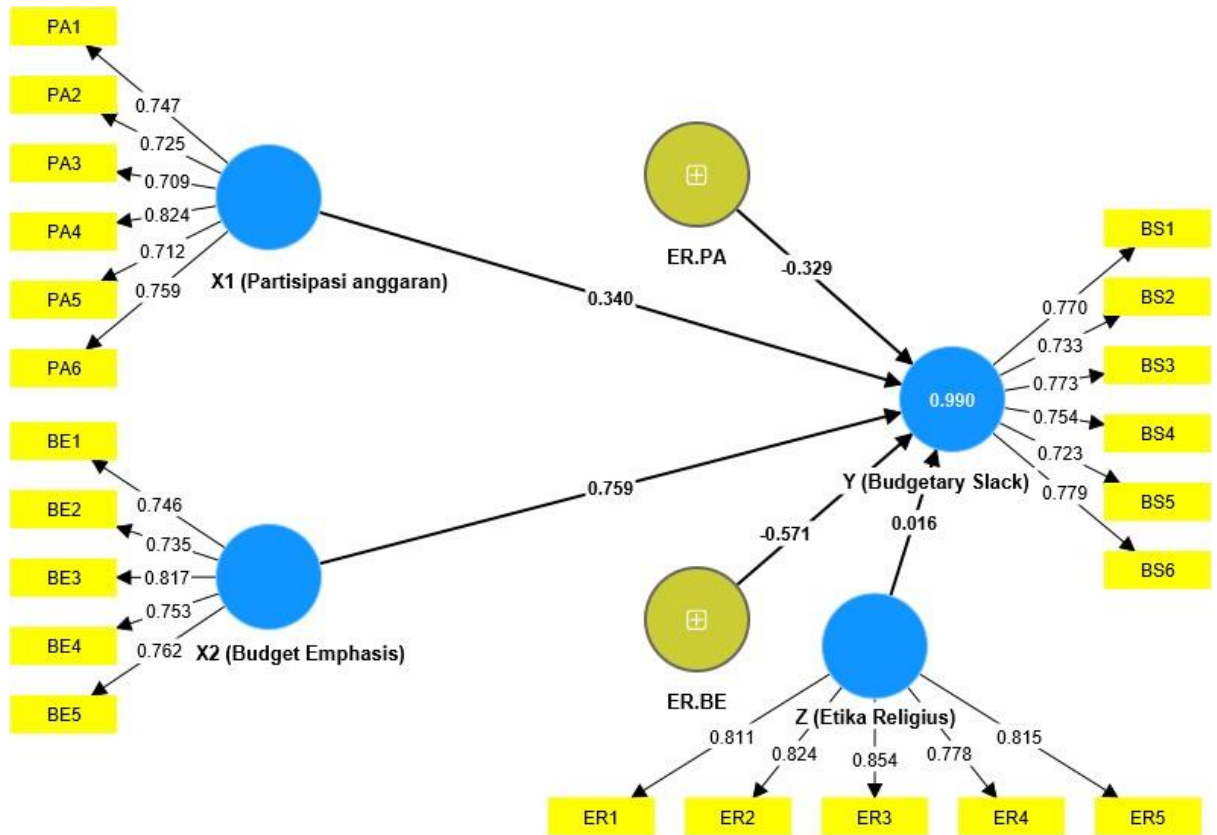 PA1
PA2
PA3
PA4
PA5
PA6
0.747
0.725
0.709
0.824
0.712
0.759
X1 (Partisipasi anggaran)
0.340
BE1
BE2
BE3
BE4
BE5
0.746
0.735
0.817
0.753
0.762
X2 (Budget Emphasis)
0.759
ER.PA
-0.329
ER.BE
-0.571
0.990
Y (Budgetary Slack)
0.016
0.770
0.733
0.773
0.754
0.723
0.779
BS1
BS2
BS3
BS4
BS5
BS6
Z (Etika Religius)
0.811
0.824
0.854
0.778
0.815
ER1
ER2
ER3
ER4
ER5